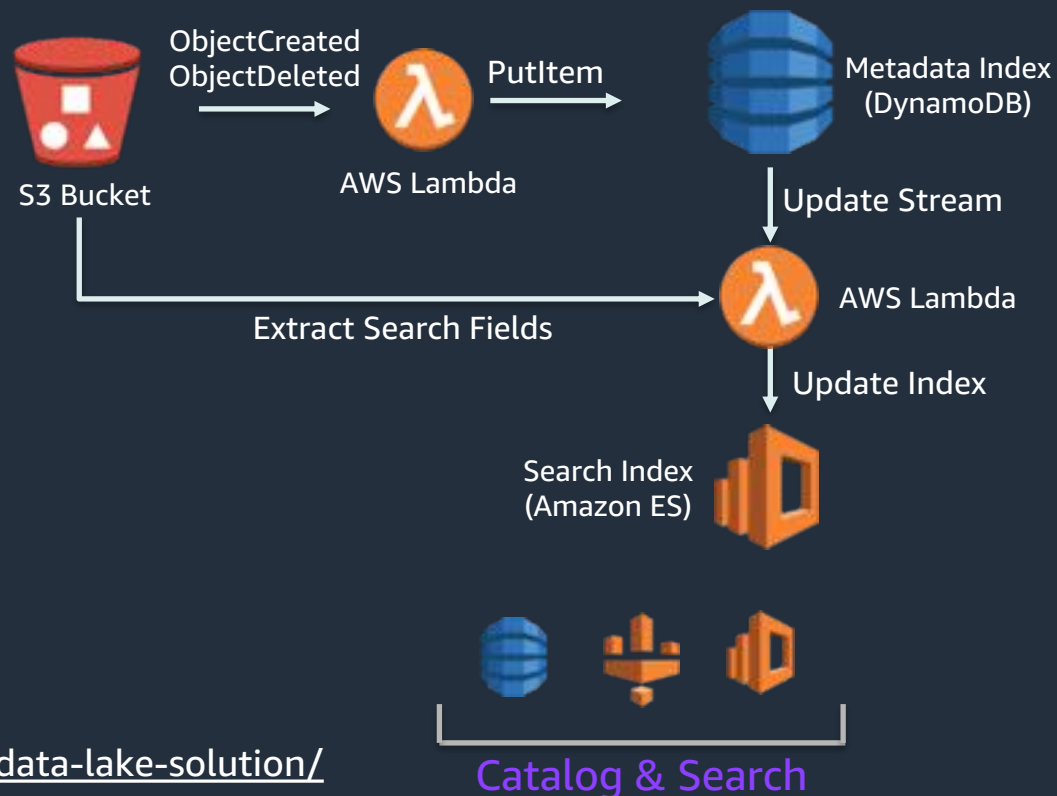 ObjectCreated
ObjectDeleted
PutItem
Metadata Index
(DynamoDB)
S3 Bucket
AWS Lambda
Update Stream
AWS Lambda
Extract Search Fields
Update Index
Search Index
(Amazon ES)
data-lake-solution/
Catalog & Search